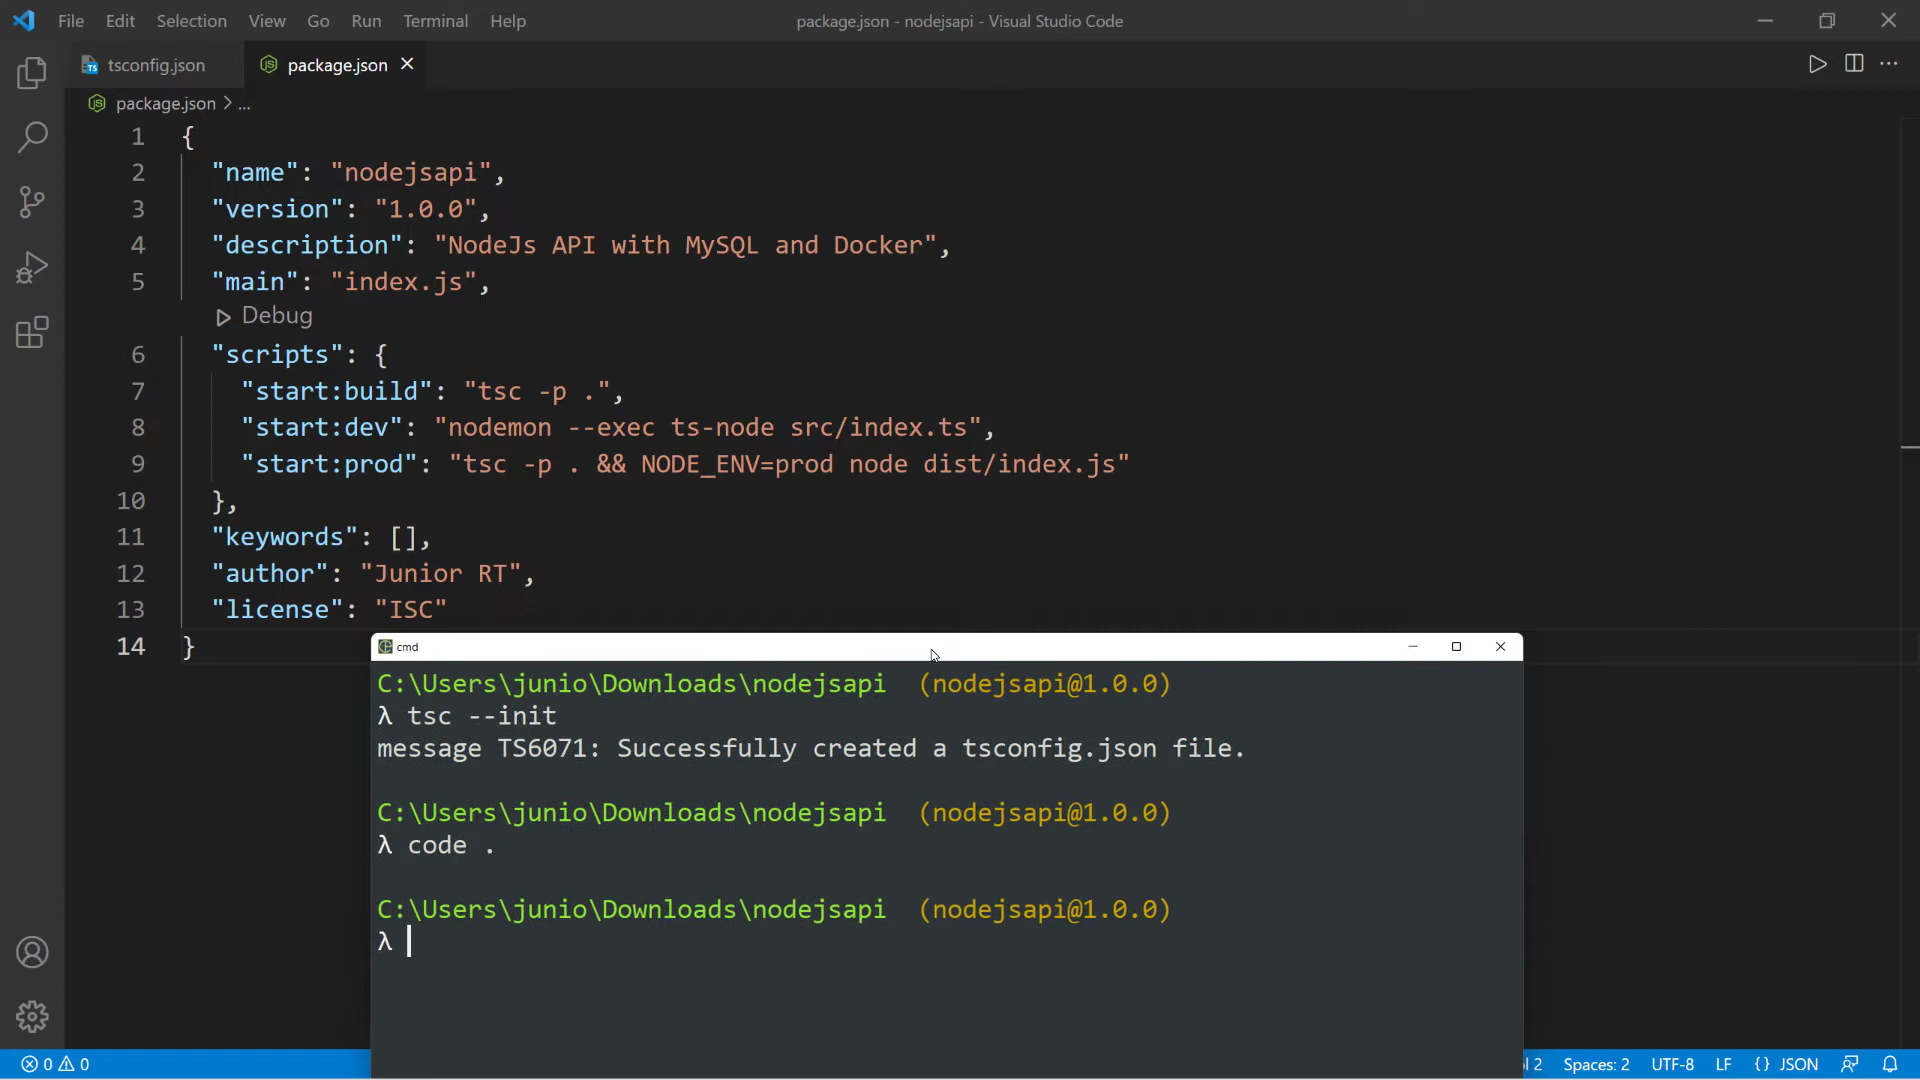 File Edit Selection View Go Run Terminal Help package.json - nodejsapi - Visual Studio Code
tsconfig.json package.json
package.json > ...
1 {
2 "name": "nodejsapi",
3 "version": "1.0.0",
4 "description": "NodeJs API with MySQL and Docker",
5 "main": "index.js",
Debug
6 "scripts": {
7 "start:build": "tsc -p .",
8 "start:dev": "nodemon --exec ts-node src/index.ts",
9 "start:prod": "tsc -p . && NODE_ENV=prod node dist/index.js"
10 },
11 "keywords": [],
12 "author": "Junior RT",
13 "license": "ISC"
14 }
cmd
C:\Users\junio\Downloads\nodejsapi (nodejsapi@1.0.0)
λ tsc --init
message TS6071: Successfully created a tsconfig.json file.
C:\Users\junio\Downloads\nodejsapi (nodejsapi@1.0.0)
λ code .
C:\Users\junio\Downloads\nodejsapi (nodejsapi@1.0.0)
λ
0 0 2 Spaces: 2 UTF-8 LF {} JSON